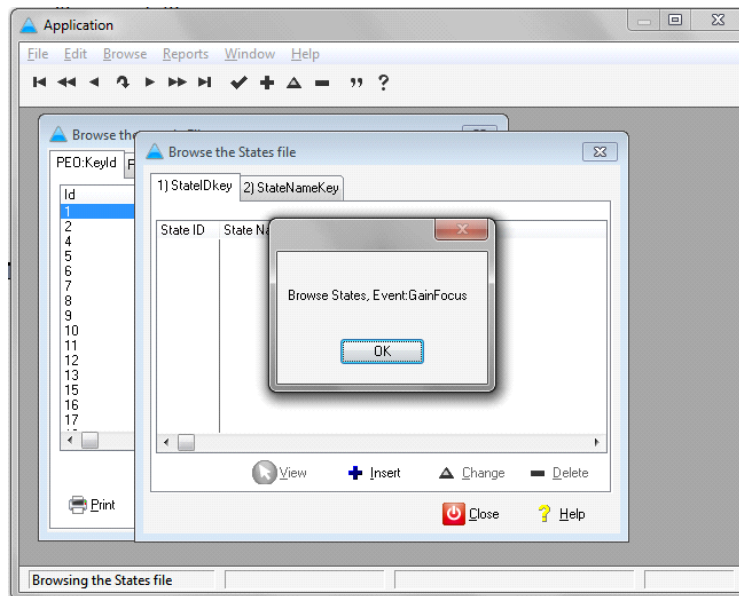 Application
File Edit Browse Reports Window Help
Browse the
PEO:KeyId F
Id
1
2
4
5
6
7
8
9
10
11
12
13
15
16
17
Print
Browse the States file
1) StateIDkey 2) StateNameKey
State ID State Na
Browse States, Event:GainFocus
OK
View Insert Change Delete
Close Help
Browsing the States file